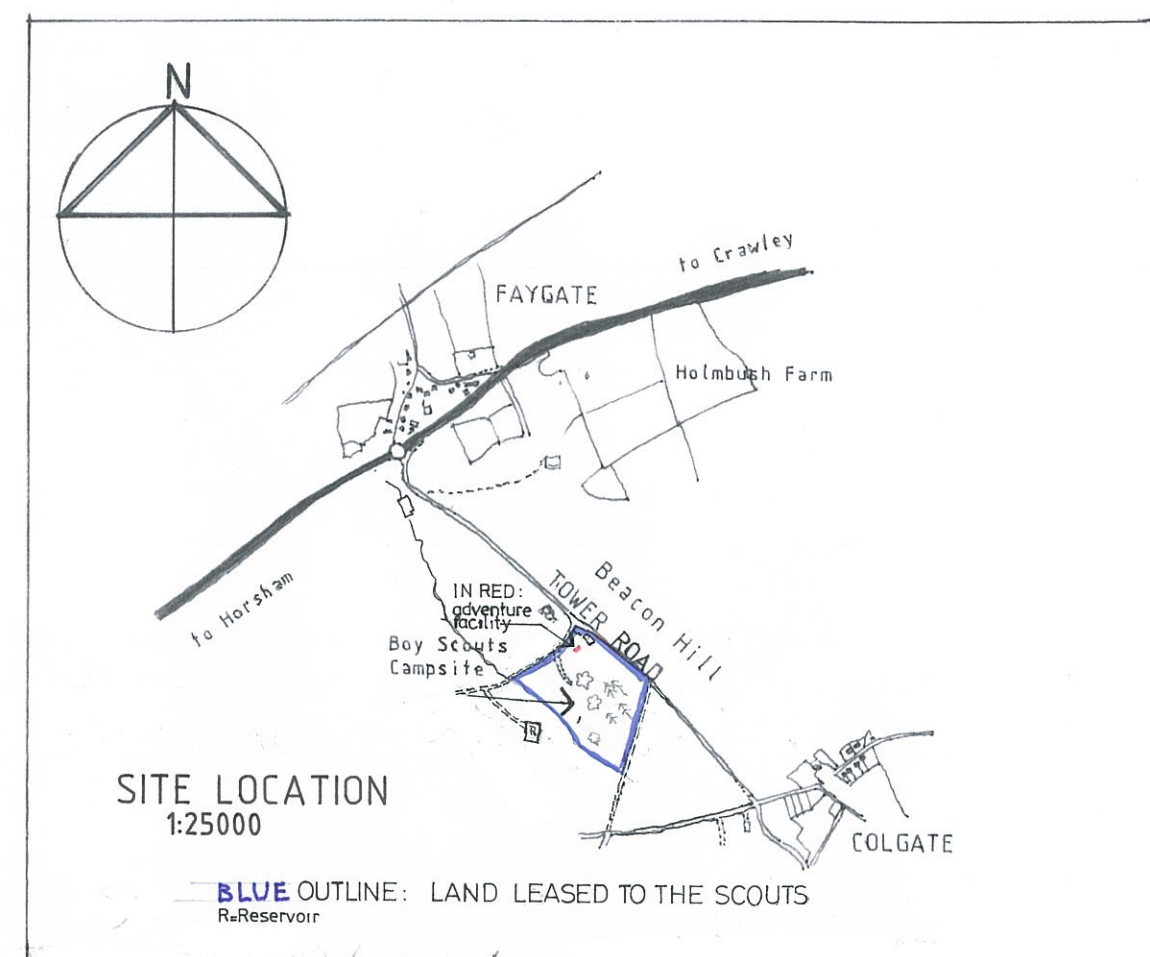 N
to Crawley
FAYGATE
Holmbush Farm
to Horsham
Beacon Hill
TOWER ROAD
IN RED:
adventure
facility
Boy Scouts
Campsite
R
SITE LOCATION
1:25000
COLGATE
BLUE OUTLINE: LAND LEASED TO THE SCOUTS
R=Reservoir